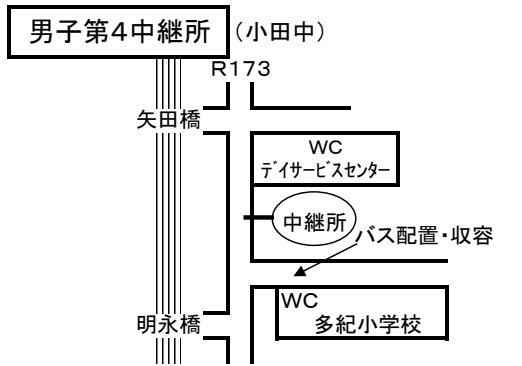 男子第4中継所 (小田中)
R173
矢田橋
WC
デイサービスセンター
中継所
バス配置・収容
WC
明永橋
多紀小学校